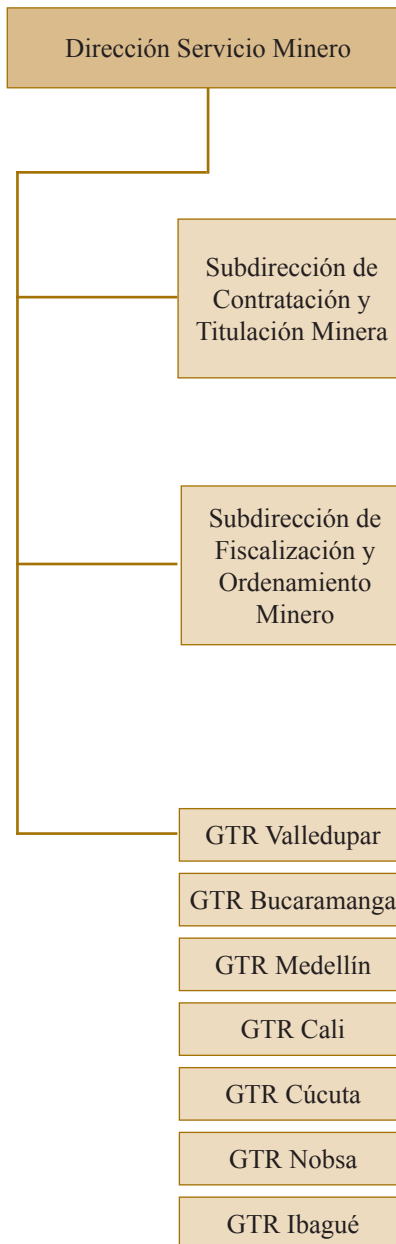 Dirección Servicio Minero
Subdirección de
Contratación y
Titulación Minera
Subdirección de
Fiscalización y
Ordenamiento
Minero
GTR Valledupar
GTR Bucaramanga
GTR Medellín
GTR Cali
GTR Cúcuta
GTR Nobsa
GTR Ibagué